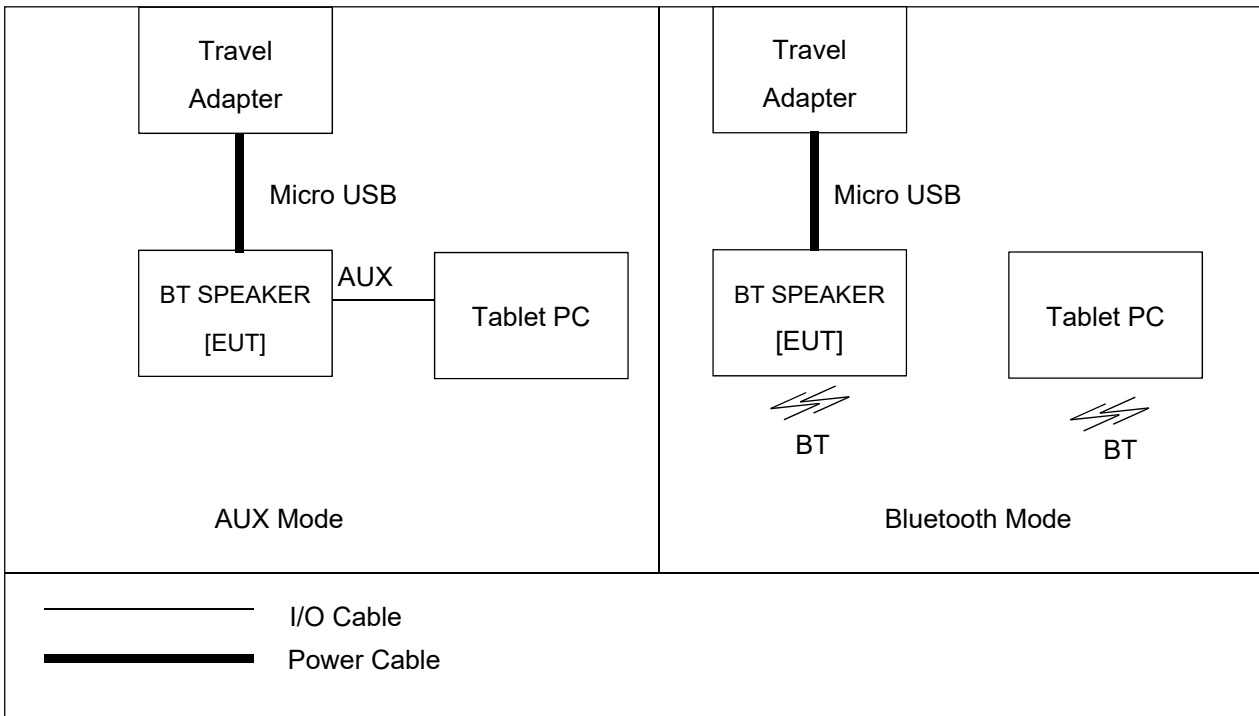 Travel
Adapter
Micro USB
BT SPEAKER
[EUT]
AUX
Tablet PC
AUX Mode
Travel
Adapter
Micro USB
BT SPEAKER
[EUT]
Tablet PC
BT
BT
Bluetooth Mode
I/O Cable
Power Cable